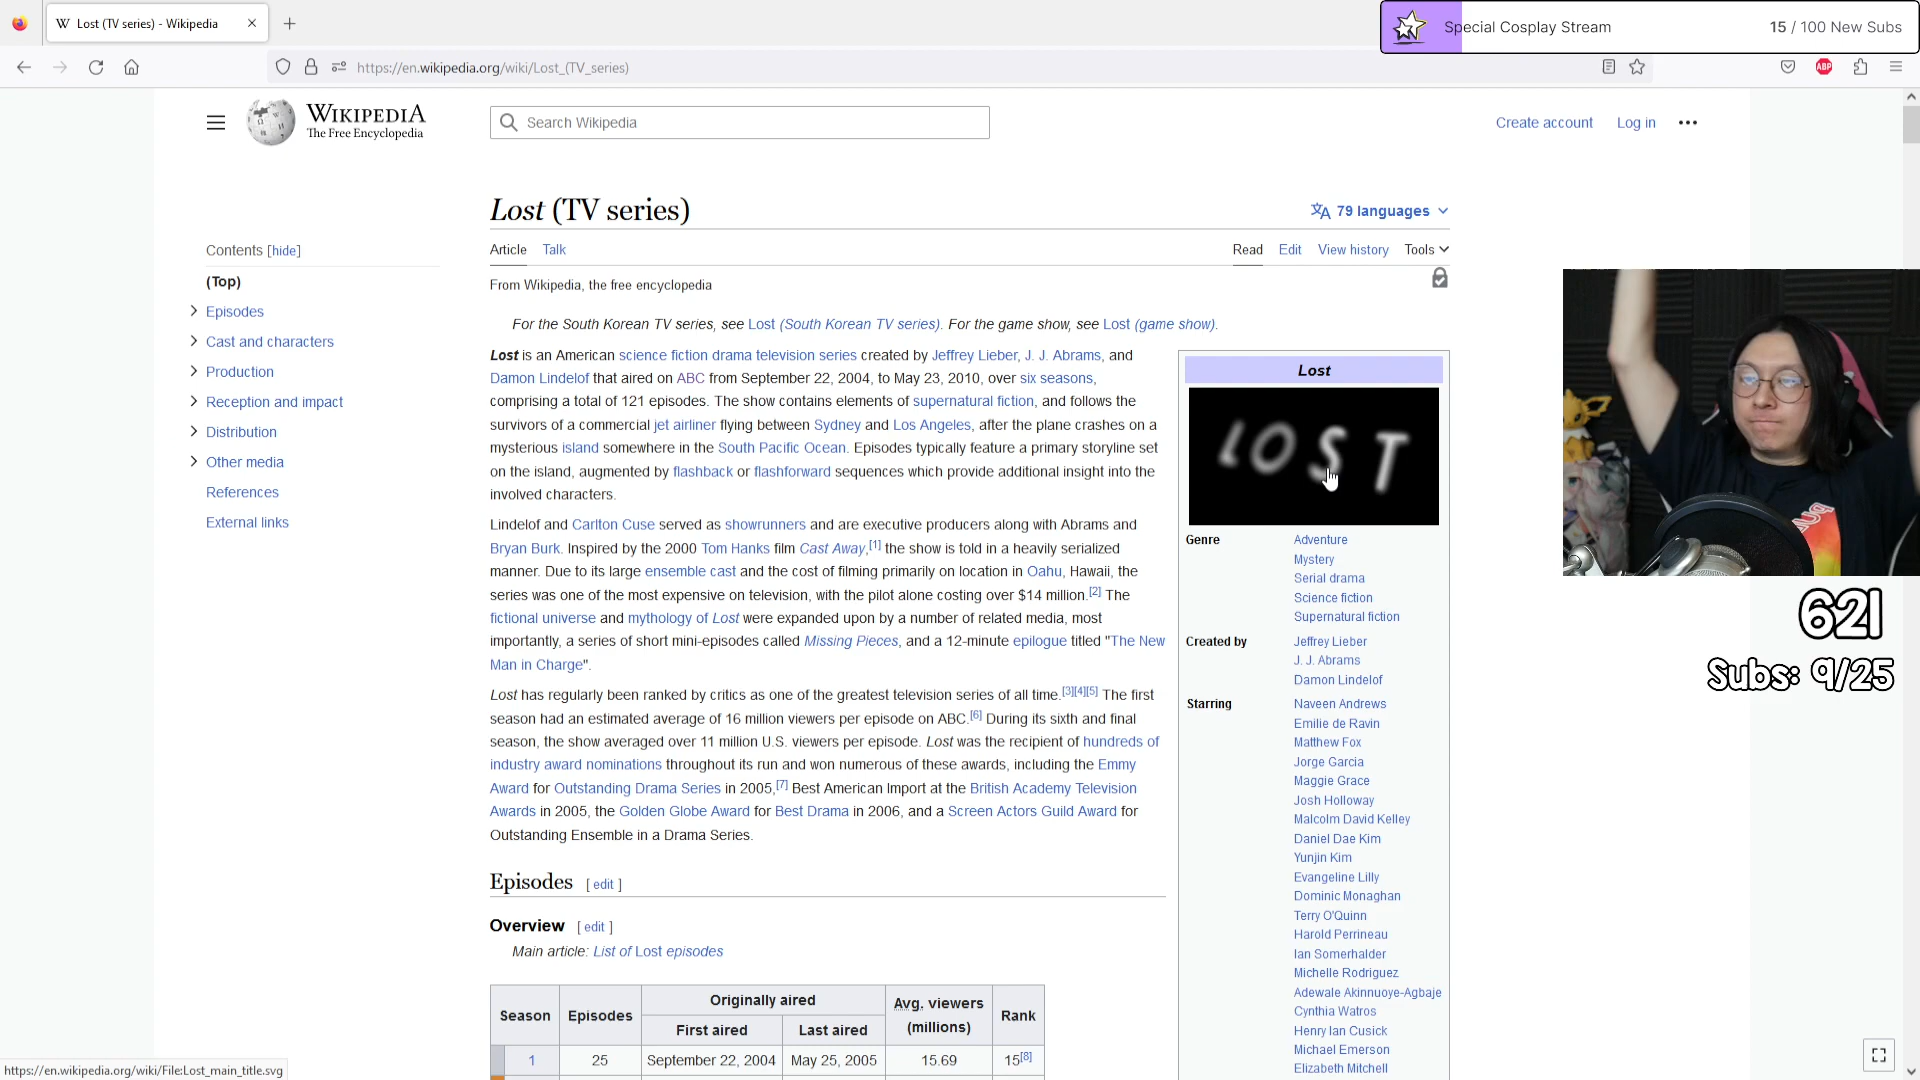 Lost (TV series) - Wikipedia
Special Cosplay Stream
15 / 100 New Subs
https://en.wikipedia.org/wiki/Lost_(TV_series)
ABP
WIKIPEDIA
The Free Encyclopedia
Search Wikipedia
Create account
Log in
Lost (TV series)
79 languages
Contents [hide]
(Top)
Episodes
Cast and characters
Production
Reception and impact
Distribution
Other media
References
External links
Article Talk
Read Edit View history Tools
From Wikipedia, the free encyclopedia
For the South Korean TV series, see Lost (South Korean TV series). For the game show, see Lost (game show).
Lost is an American science fiction drama television series created by Jeffrey Lieber, J. J. Abrams, and
Damon Lindelof that aired on ABC from September 22, 2004, to May 23, 2010, over six seasons,
comprising a total of 121 episodes. The show contains elements of supernatural fiction, and follows the
survivors of a commercial jet airliner flying between Sydney and Los Angeles, after the plane crashes on a
mysterious island somewhere in the South Pacific Ocean. Episodes typically feature a primary storyline set
on the island, augmented by flashback or flashforward sequences which provide additional insight into the
involved characters.
Lindelof and Carlton Cuse served as showrunners and are executive producers along with Abrams and
Bryan Burk. Inspired by the 2000 Tom Hanks film Cast Away,[1] the show is told in a heavily serialized
manner. Due to its large ensemble cast and the cost of filming primarily on location in Oahu, Hawaii, the
series was one of the most expensive on television, with the pilot alone costing over $14 million.[2] The
fictional universe and mythology of Lost were expanded upon by a number of related media, most
importantly, a series of short mini-episodes called Missing Pieces, and a 12-minute epilogue titled "The New
Man in Charge".
Lost has regularly been ranked by critics as one of the greatest television series of all time.[3][4][5] The first
season had an estimated average of 16 million viewers per episode on ABC.[6] During its sixth and final
season, the show averaged over 11 million U.S. viewers per episode. Lost was the recipient of hundreds of
industry award nominations throughout its run and won numerous of these awards, including the Emmy
Award for Outstanding Drama Series in 2005,[7] Best American Import at the British Academy Television
Awards in 2005, the Golden Globe Award for Best Drama in 2006, and a Screen Actors Guild Award for
Outstanding Ensemble in a Drama Series.
Episodes [ edit ]
Overview [ edit ]
Main article: List of Lost episodes
Season Episodes Originally aired Avg. viewers (millions) Rank
First aired Last aired
1 25 September 22, 2004 May 25, 2005 15.69 15[8]
Lost
LOST
Genre Adventure
Mystery
Serial drama
Science fiction
Supernatural fiction
Created by Jeffrey Lieber
J. J. Abrams
Damon Lindelof
Starring Naveen Andrews
Emilie de Ravin
Matthew Fox
Jorge Garcia
Maggie Grace
Josh Holloway
Malcolm David Kelley
Daniel Dae Kim
Yunjin Kim
Evangeline Lilly
Dominic Monaghan
Terry O'Quinn
Harold Perrineau
Ian Somerhalder
Michelle Rodriguez
Adewale Akinnuoye-Agbaje
Cynthia Watros
Henry Ian Cusick
Michael Emerson
Elizabeth Mitchell
621
Subs: 9/25
https://en.wikipedia.org/wiki/File:Lost_main_title.svg